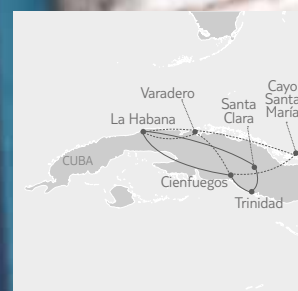 Cayo
Santa
María
Varadero
Santa
Clara
La Habana
CUBA
Cienfuegos
Trinidad